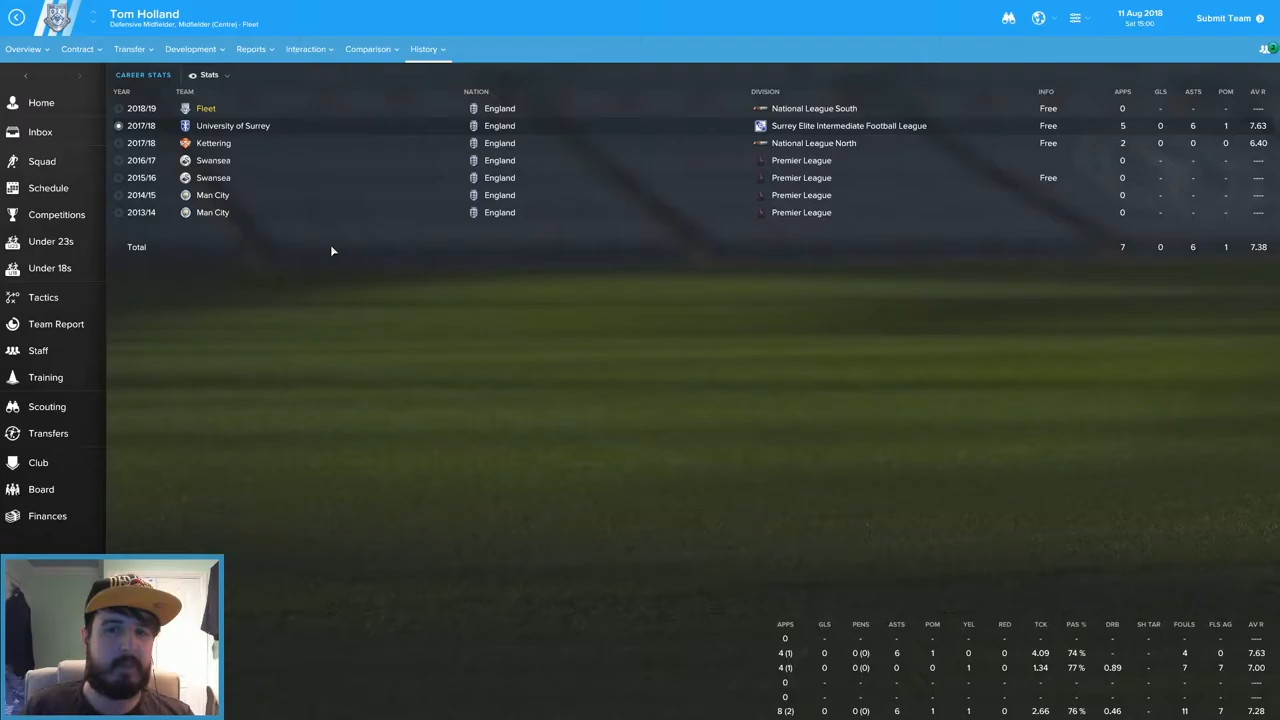 Tom Holland
Defensive Midfielder, Midfielder (Centre) - Fleet
11 Aug 2018
Sat 15:00
Submit Team
Overview Contract Transfer Development Reports Interaction Comparison History
2
CAREER STATS Stats
YEAR TEAM NATION DIVISION INFO APPS GLS ASTS POM AV R
2018/19 Fleet England National League South Free 0 - - - ----
2017/18 University of Surrey England Surrey Elite Intermediate Football League Free 5 0 6 1 7.63
2017/18 Kettering England National League North Free 2 0 0 0 6.40
2016/17 Swansea England Premier League 0 - - - ----
2015/16 Swansea England Premier League Free 0 - - - ----
2014/15 Man City England Premier League 0 - - - ----
2013/14 Man City England Premier League 0 - - - ----
Total 7 0 6 1 7.38
Home
Inbox
Squad
Schedule
Competitions
Under 23s
Under 18s
Tactics
Team Report
Staff
Training
Scouting
Transfers
Club
Board
Finances
APPS GLS PENS ASTS POM YEL RED TCK PAS % DRB SH TAR FOULS FLS AG AV R
0 - - - - - - - - - - - - ----
4 (1) 0 0 (0) 6 1 0 0 4.09 74 % - - 4 0 7.63
4 (1) 0 0 (0) 0 0 1 0 1.34 77 % 0.89 - 7 7 7.00
0 - - - - - - - - - - - - ----
0 - - - - - - - - - - - - ----
8 (2) 0 0 (0) 6 1 1 0 2.66 76 % 0.46 - 11 7 7.28